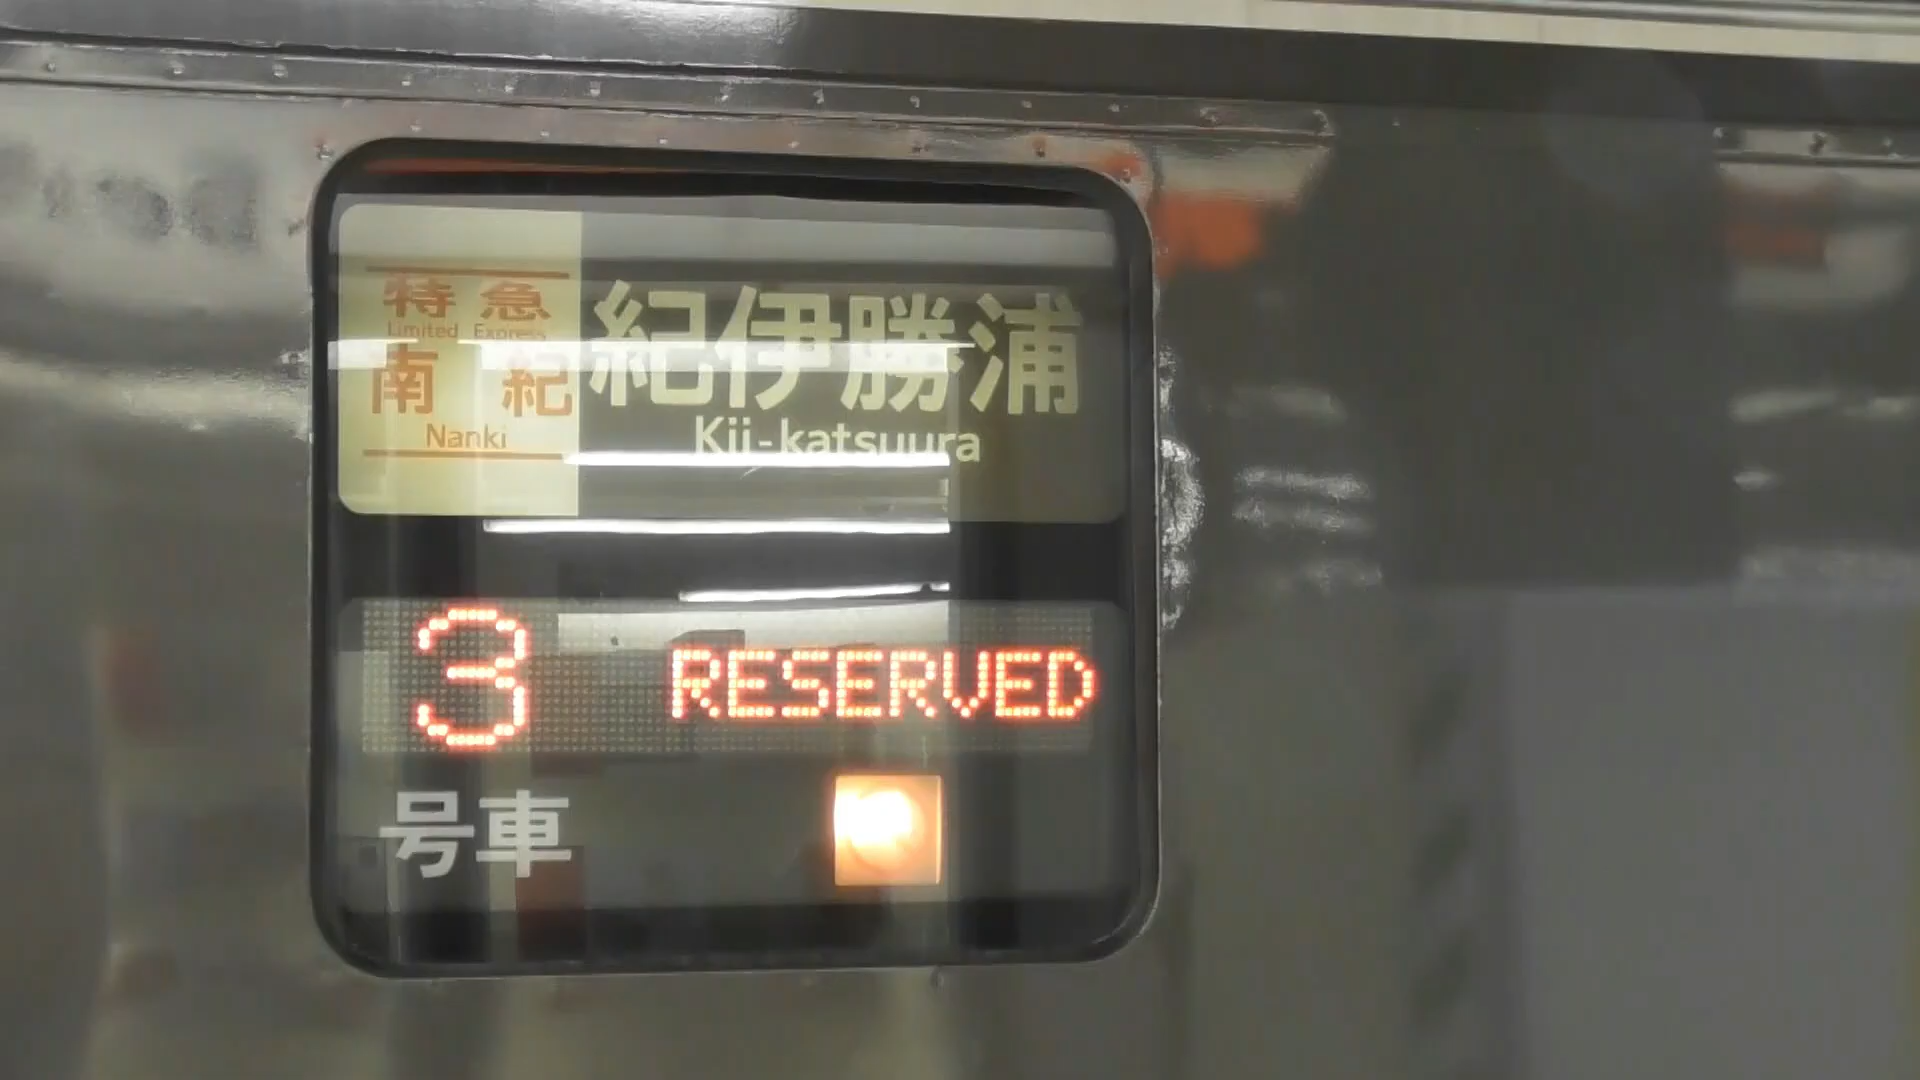 特急
Limited Express
南紀
Nanki
紀伊勝浦
Kii-katsuura
3 RESERVED
号車